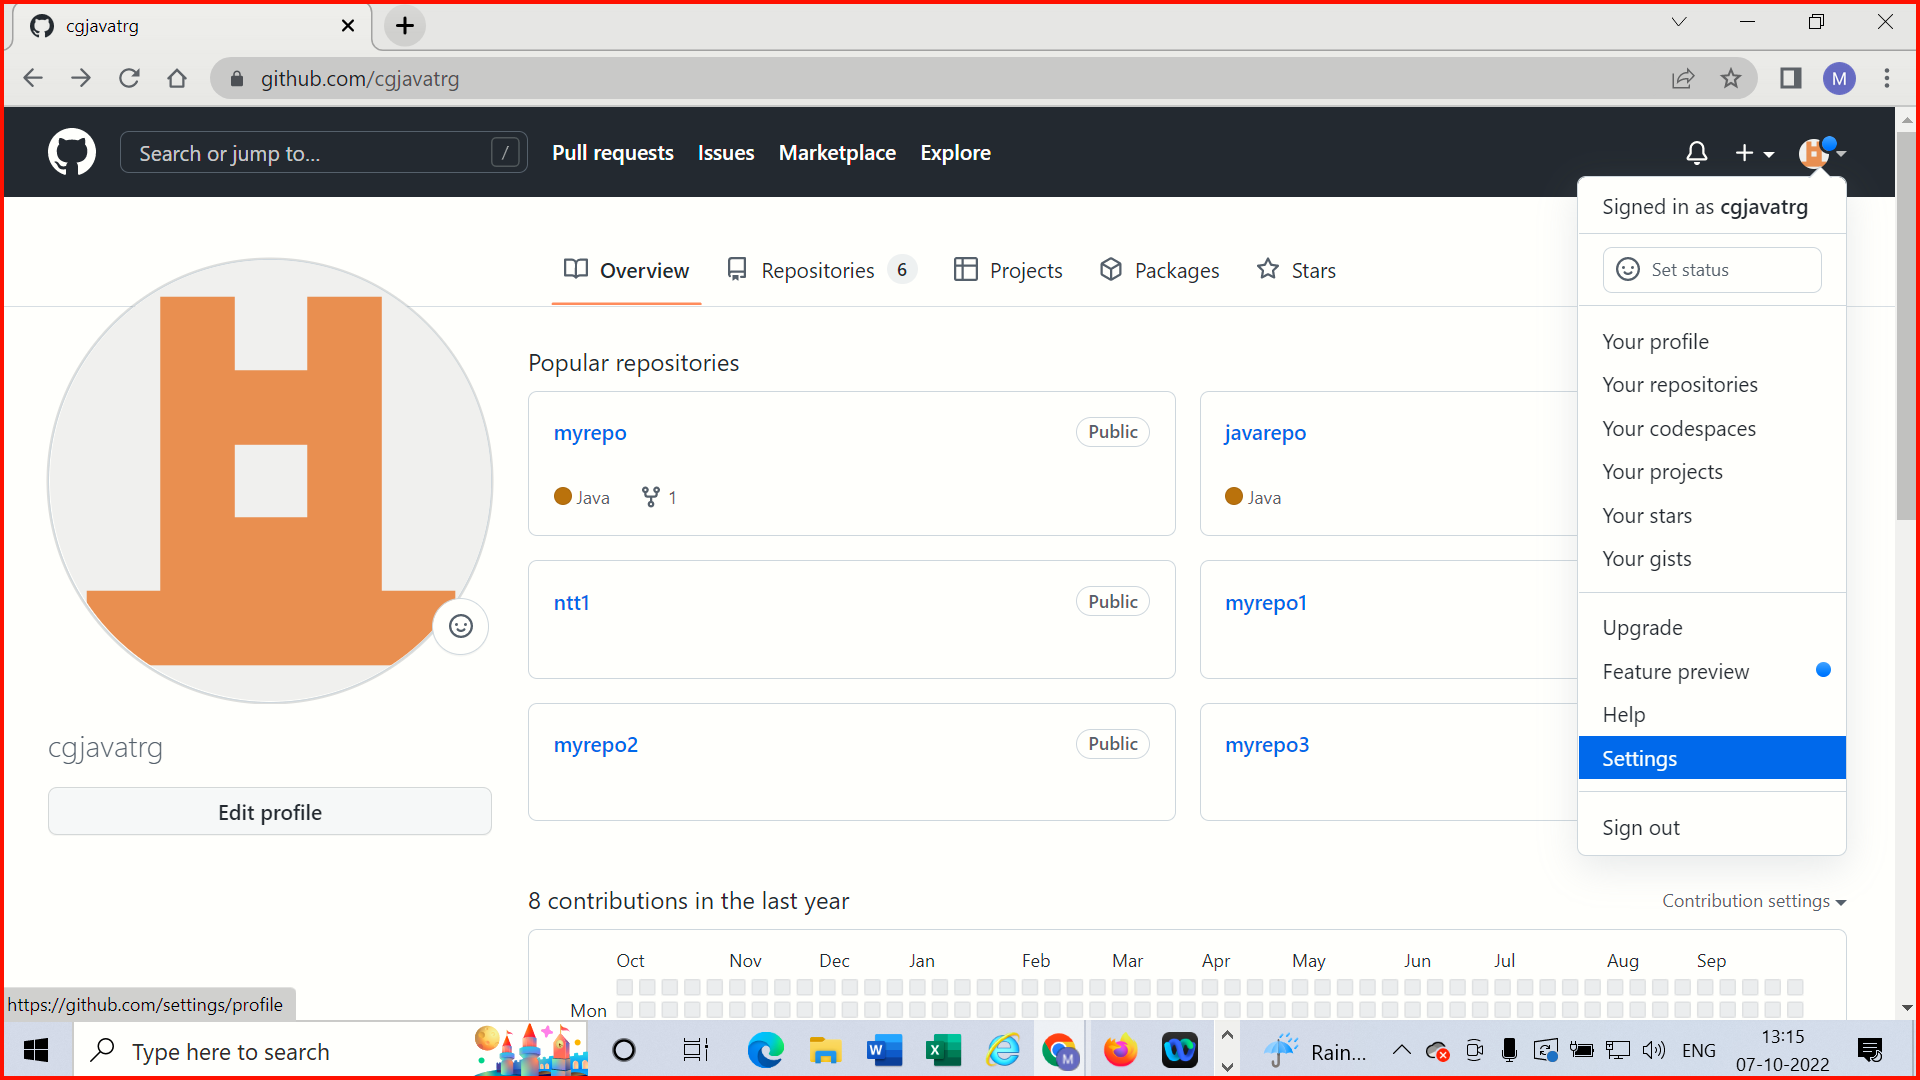 cgjavatrg
github.com/cgjavatrg
M
Search or jump to...
/
Pull requests
Issues
Marketplace
Explore
Signed in as cgjavatrg
Set status
Your profile
Your repositories
Your codespaces
Your projects
Your stars
Your gists
Upgrade
Feature preview
Help
Settings
Sign out
Overview
Repositories 6
Projects
Packages
Stars
cgjavatrg
Edit profile
Popular repositories
myrepo
Public
Java
1
javarepo
Java
ntt1
Public
myrepo1
myrepo2
Public
myrepo3
8 contributions in the last year
Contribution settings
Oct Nov Dec Jan Feb Mar Apr May Jun Jul Aug Sep
Mon
https://github.com/settings/profile
Type here to search
Rain...
ENG
13:15
07-10-2022